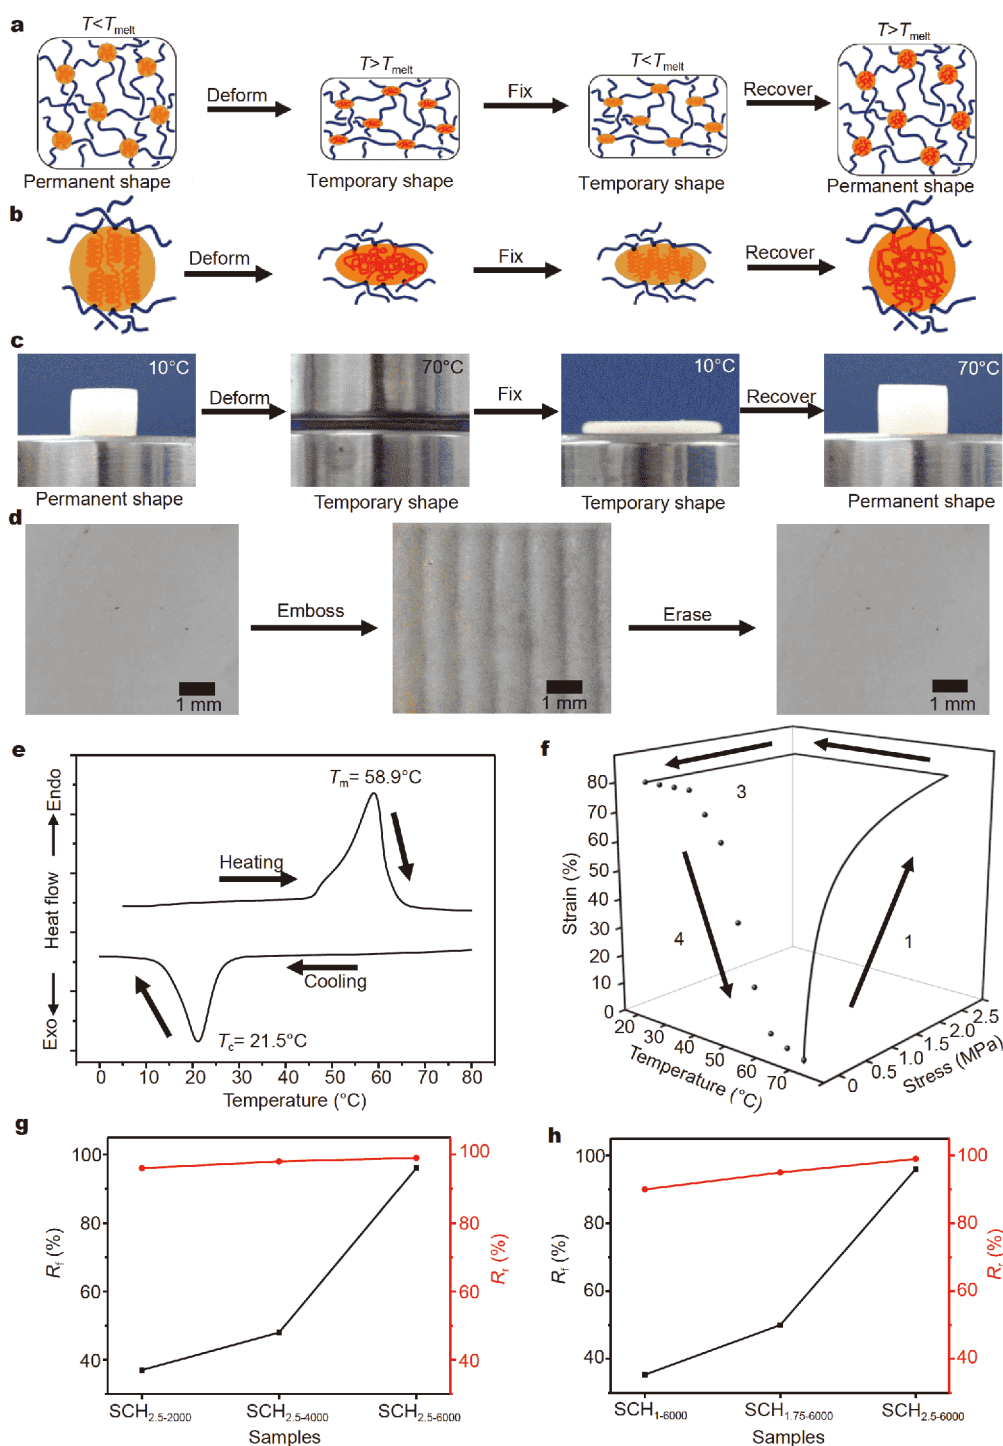 a
T<Tmelt
T>Tmelt
T<Tmelt
T>Tmelt
Deform
Fix
Recover
Permanent shape
Temporary shape
Temporary shape
Permanent shape
b
Deform
Fix
Recover
c
10°C
70°C
10°C
70°C
Deform
Fix
Recover
Permanent shape
Temporary shape
Temporary shape
Permanent shape
d
Emboss
Erase
1 mm
1 mm
1 mm
e
Exo
Heat flow
Endo
Tm= 58.9°C
Heating
Cooling
Tc= 21.5°C
0 10 20 30 40 50 60 70 80
Temperature (°C)
f
80
70
60
50
40
30
20
10
0
Strain (%)
3
4
1
20 30 40 50 60 70
Temperature (°C)
0 0.5 1.0 1.5 2.0 2.5
Stress (MPa)
g
100
80
60
40
Rf (%)
100
80
60
40
Rr (%)
SCH2.5-2000 SCH2.5-4000 SCH2.5-6000
Samples
h
100
80
60
40
Rf (%)
100
80
60
40
Rr (%)
SCH1-6000 SCH1.75-6000 SCH2.5-6000
Samples